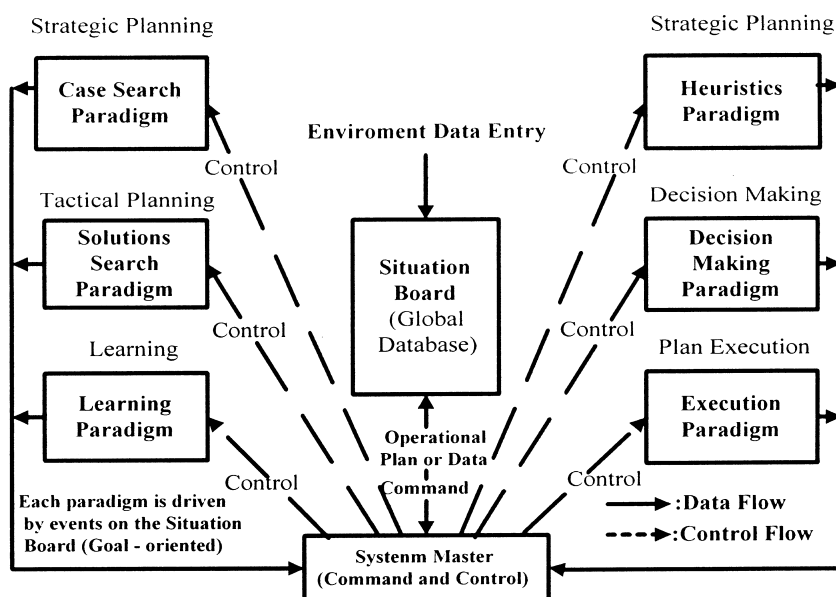 Strategic Planning
Case Search
Paradigm
Control
Tactical Planning
Solutions
Search
Paradigm
Control
Learning
Learning
Paradigm
Control
Each paradigm is driven
by events on the Situation
Board (Goal - oriented)
Enviroment Data Entry
Situation
Board
(Global
Database)
Operational
Plan or Data
Command
Systenm Master
(Command and Control)
Strategic Planning
Heuristics
Paradigm
Control
Decision Making
Decision
Making
Paradigm
Control
Plan Execution
Execution
Paradigm
Control
:Data Flow
:Control Flow